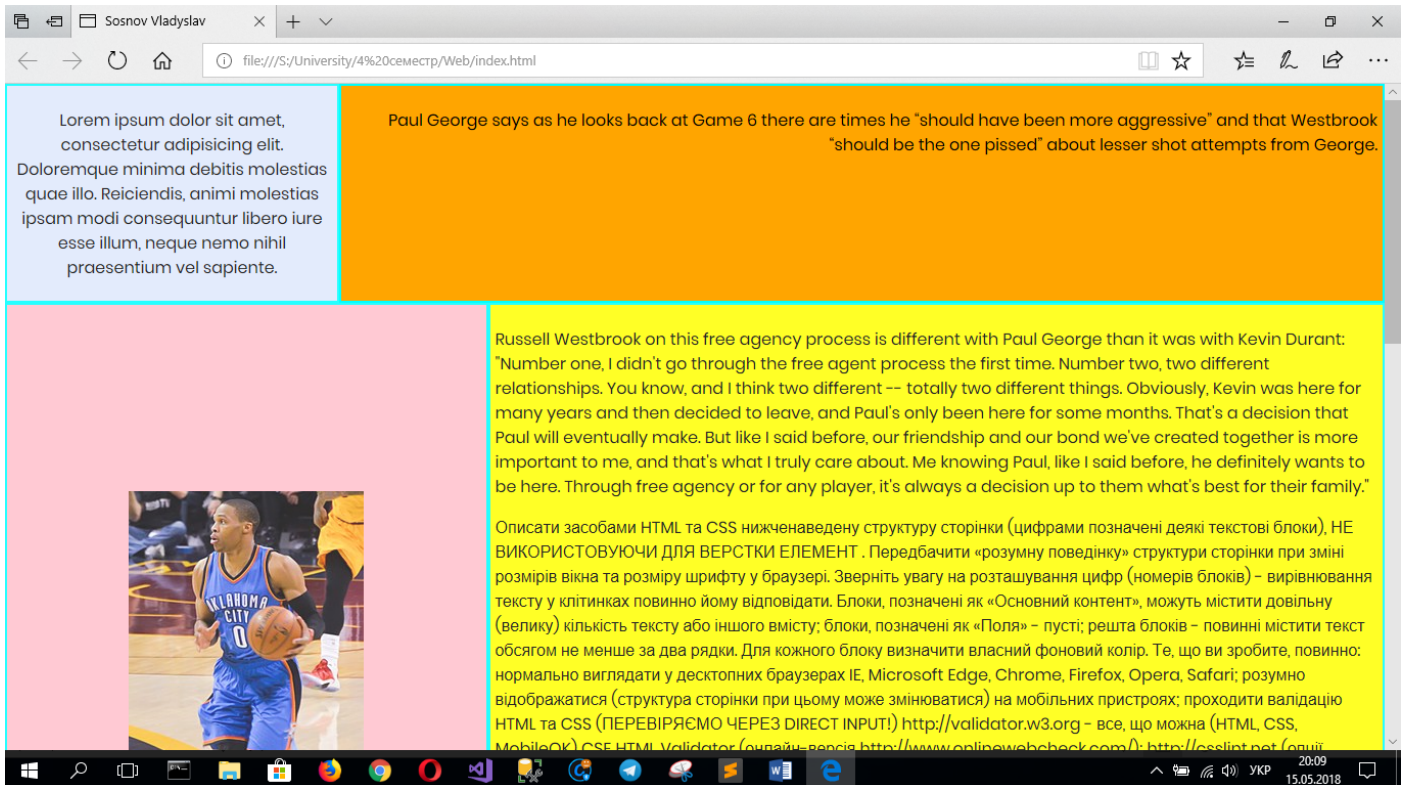 Sosnov Vladyslav
file:///S:/University/4%20семестр/Web/index.html
Lorem ipsum dolor sit amet,
consectetur adipisicing elit.
Doloremque minima debitis molestias
quae illo. Reiciendis, animi molestias
ipsam modi consequuntur libero iure
esse illum, neque nemo nihil
praesentium vel sapiente.
Paul George says as he looks back at Game 6 there are times he “should have been more aggressive” and that Westbrook
“should be the one pissed” about lesser shot attempts from George.
Russell Westbrook on this free agency process is different with Paul George than it was with Kevin Durant:
"Number one, I didn't go through the free agent process the first time. Number two, two different
relationships. You know, and I think two different -- totally two different things. Obviously, Kevin was here for
many years and then decided to leave, and Paul's only been here for some months. That's a decision that
Paul will eventually make. But like I said before, our friendship and our bond we've created together is more
important to me, and that's what I truly care about. Me knowing Paul, like I said before, he definitely wants to
be here. Through free agency or for any player, it's always a decision up to them what's best for their family."
Описати засобами HTML та CSS нижченаведену структуру сторінки (цифрами позначені деякі текстові блоки), НЕ
ВИКОРИСТОВУЮЧИ ДЛЯ ВЕРСТКИ ЕЛЕМЕНТ . Передбачити «розумну поведінку» структури сторінки при зміні
розмірів вікна та розміру шрифту у браузері. Зверніть увагу на розташування цифр (номерів блоків) – вирівнювання
тексту у клітинках повинно йому відповідати. Блоки, позначені як «Основний контент», можуть містити довільну
(велику) кількість тексту або іншого вмісту; блоки, позначені як «Поля» – пусті; решта блоків – повинні містити текст
обсягом не менше за два рядки. Для кожного блоку визначити власний фоновий колір. Те, що ви зробите, повинно:
нормально виглядати у десктопних браузерах IE, Microsoft Edge, Chrome, Firefox, Opera, Safari; розумно
відображатися (структура сторінки при цьому може змінюватися) на мобільних пристроях; проходити валідацію
HTML та CSS (ПЕРЕВІРЯЄМО ЧЕРЕЗ DIRECT INPUT!) http://validator.w3.org – все, що можна (HTML, CSS,
MobileOK) CSE HTML Validator (онлайн-версія http://www.onlinewebcheck.com/); http://csslint.net (опції
OKLAHOMA
CITY
0
УКР
20:09
15.05.2018